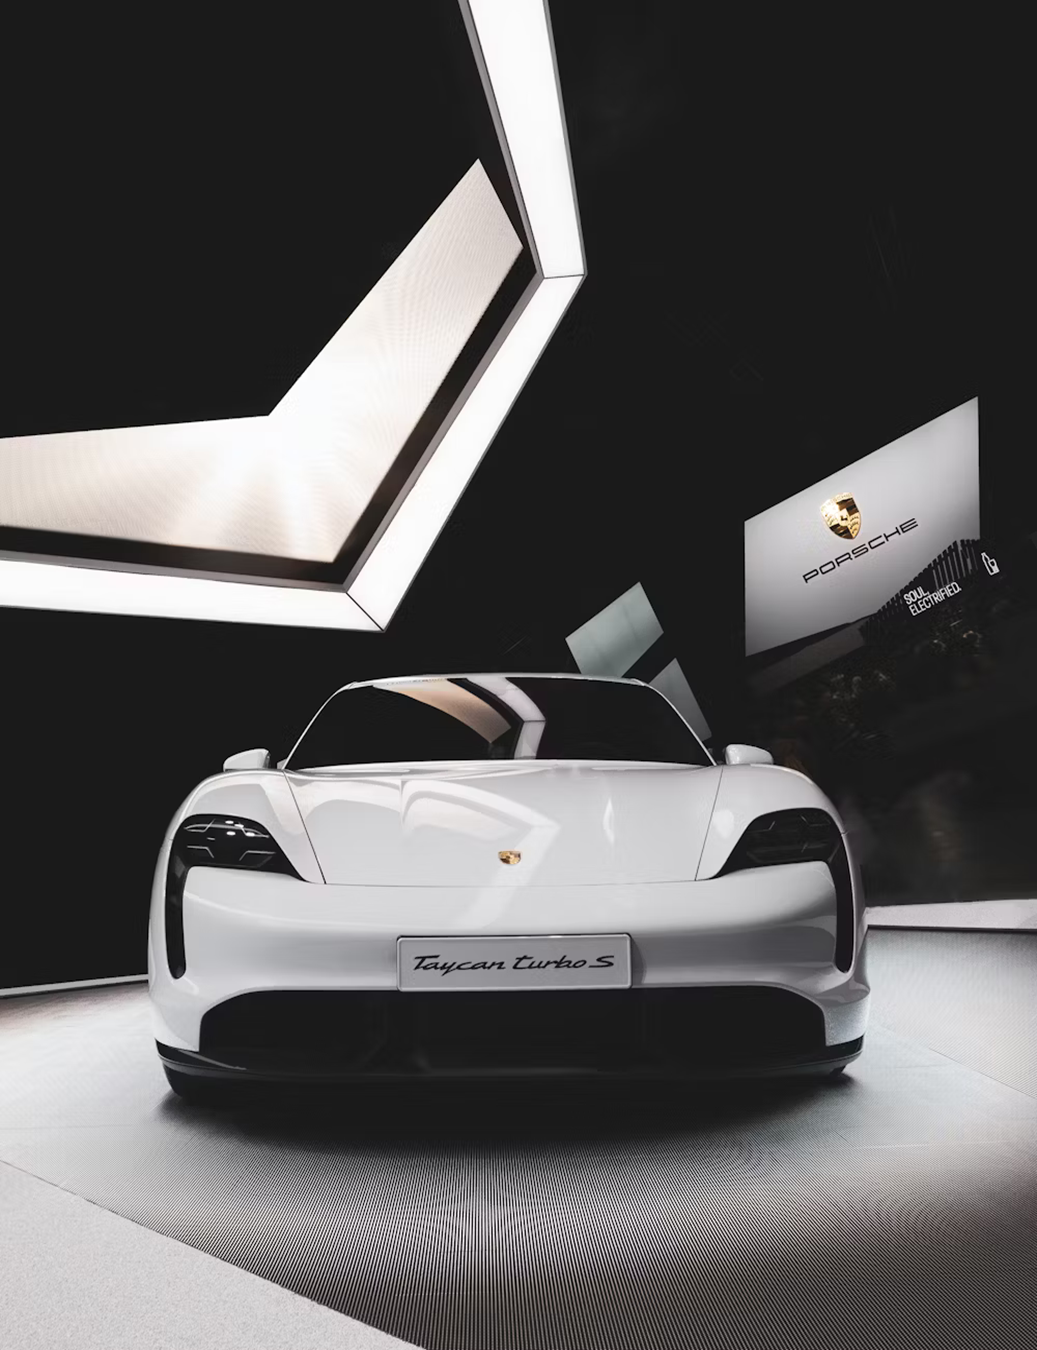 PORSCHE
SOUL,
ELECTRIFIED.
Taycan turbo S